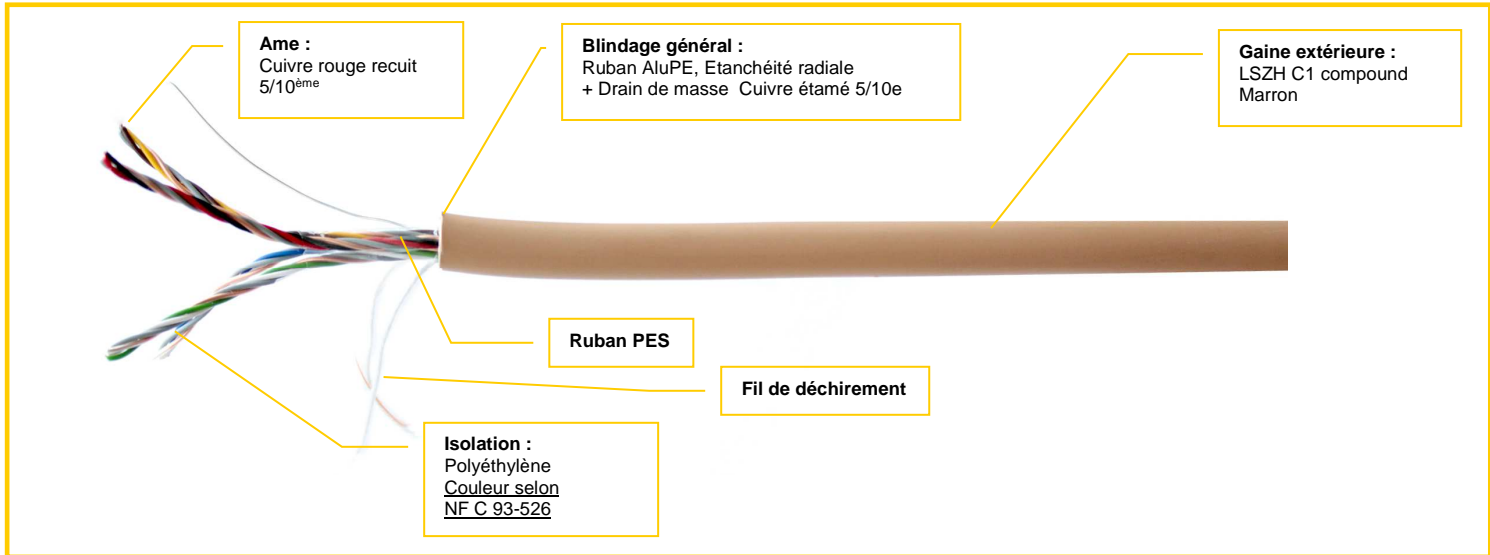 Ame :
Cuivre rouge recuit
5/10ème
Blindage général :
Ruban AluPE, Etanchéité radiale
+ Drain de masse Cuivre étamé 5/10e
Gaine extérieure :
LSZH C1 compound
Marron
Ruban PES
Fil de déchirement
Isolation :
Polyéthylène
Couleur selon
NF C 93-526